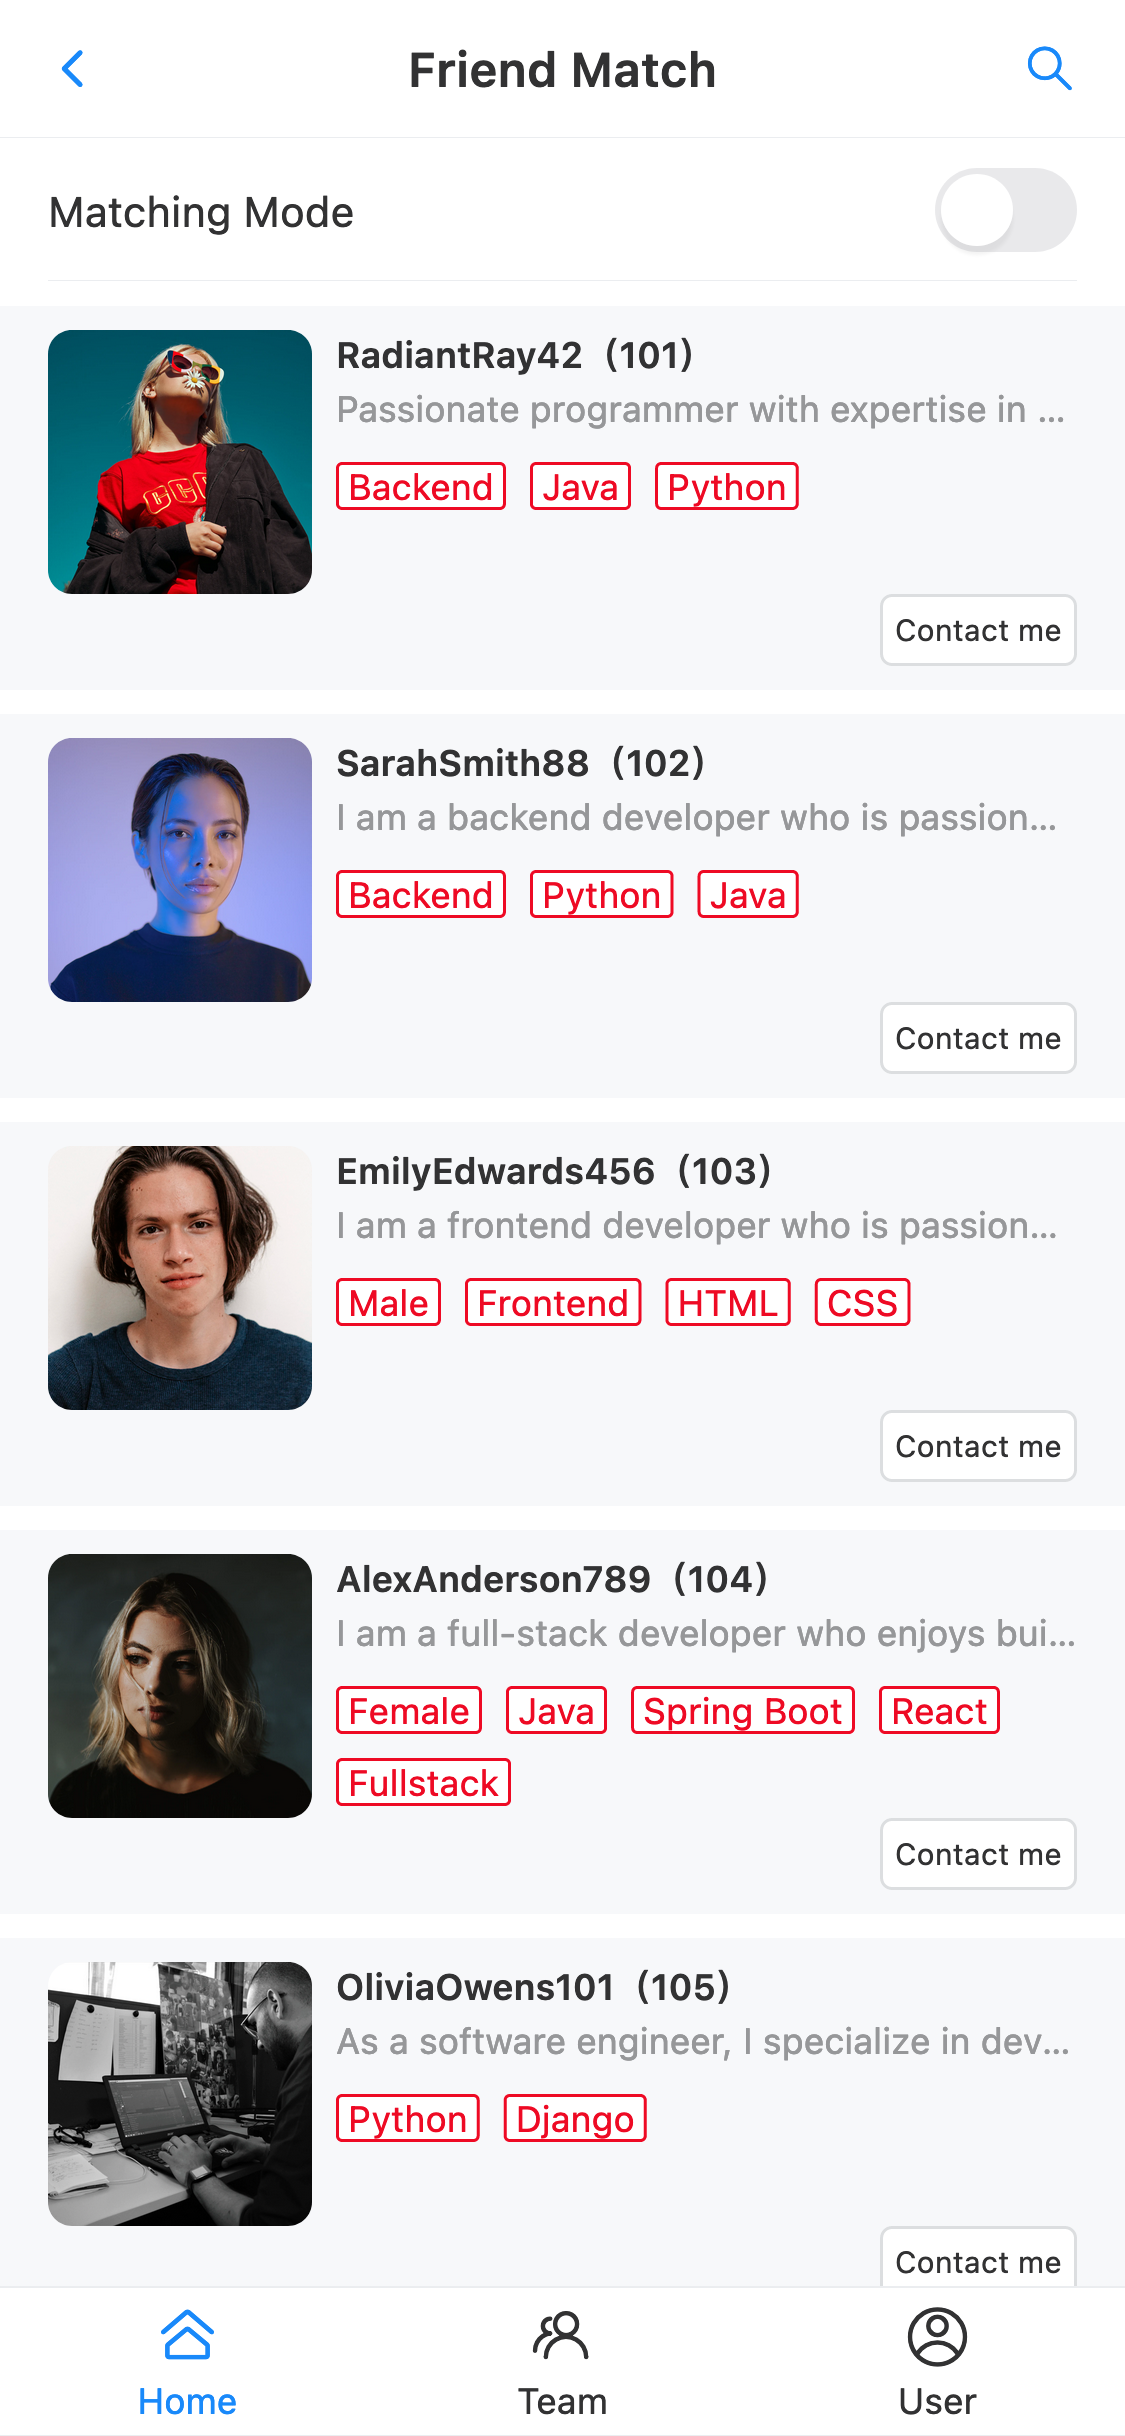 Friend Match
Matching Mode
RadiantRay42 (101)
Passionate programmer with expertise in ...
Backend Java Python
Contact me
SarahSmith88 (102)
I am a backend developer who is passion...
Backend Python Java
Contact me
EmilyEdwards456 (103)
I am a frontend developer who is passion...
Male Frontend HTML CSS
Contact me
AlexAnderson789 (104)
I am a full-stack developer who enjoys bui...
Female Java Spring Boot React
Fullstack
Contact me
OliviaOwens101 (105)
As a software engineer, I specialize in dev...
Python Django
Contact me
Home Team User